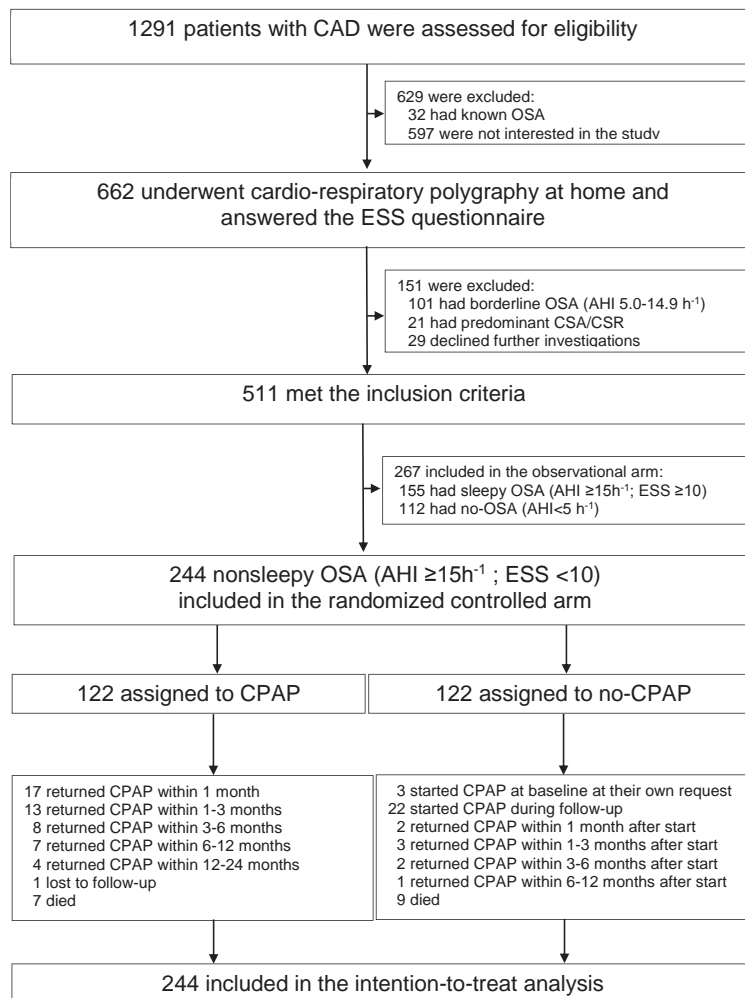 1291 patients with CAD were assessed for eligibility
629 were excluded:
32 had known OSA
597 were not interested in the study
662 underwent cardio-respiratory polygraphy at home and
answered the ESS questionnaire
151 were excluded:
101 had borderline OSA (AHI 5.0-14.9 h⁻¹)
21 had predominant CSA/CSR
29 declined further investigations
511 met the inclusion criteria
267 included in the observational arm:
155 had sleepy OSA (AHI ≥15h⁻¹; ESS ≥10)
112 had no-OSA (AHI<5 h⁻¹)
244 nonsleepy OSA (AHI ≥15h⁻¹ ; ESS <10)
included in the randomized controlled arm
122 assigned to CPAP
122 assigned to no-CPAP
17 returned CPAP within 1 month
13 returned CPAP within 1-3 months
8 returned CPAP within 3-6 months
7 returned CPAP within 6-12 months
4 returned CPAP within 12-24 months
1 lost to follow-up
7 died
3 started CPAP at baseline at their own request
22 started CPAP during follow-up
2 returned CPAP within 1 month after start
3 returned CPAP within 1-3 months after start
2 returned CPAP within 3-6 months after start
1 returned CPAP within 6-12 months after start
9 died
244 included in the intention-to-treat analysis